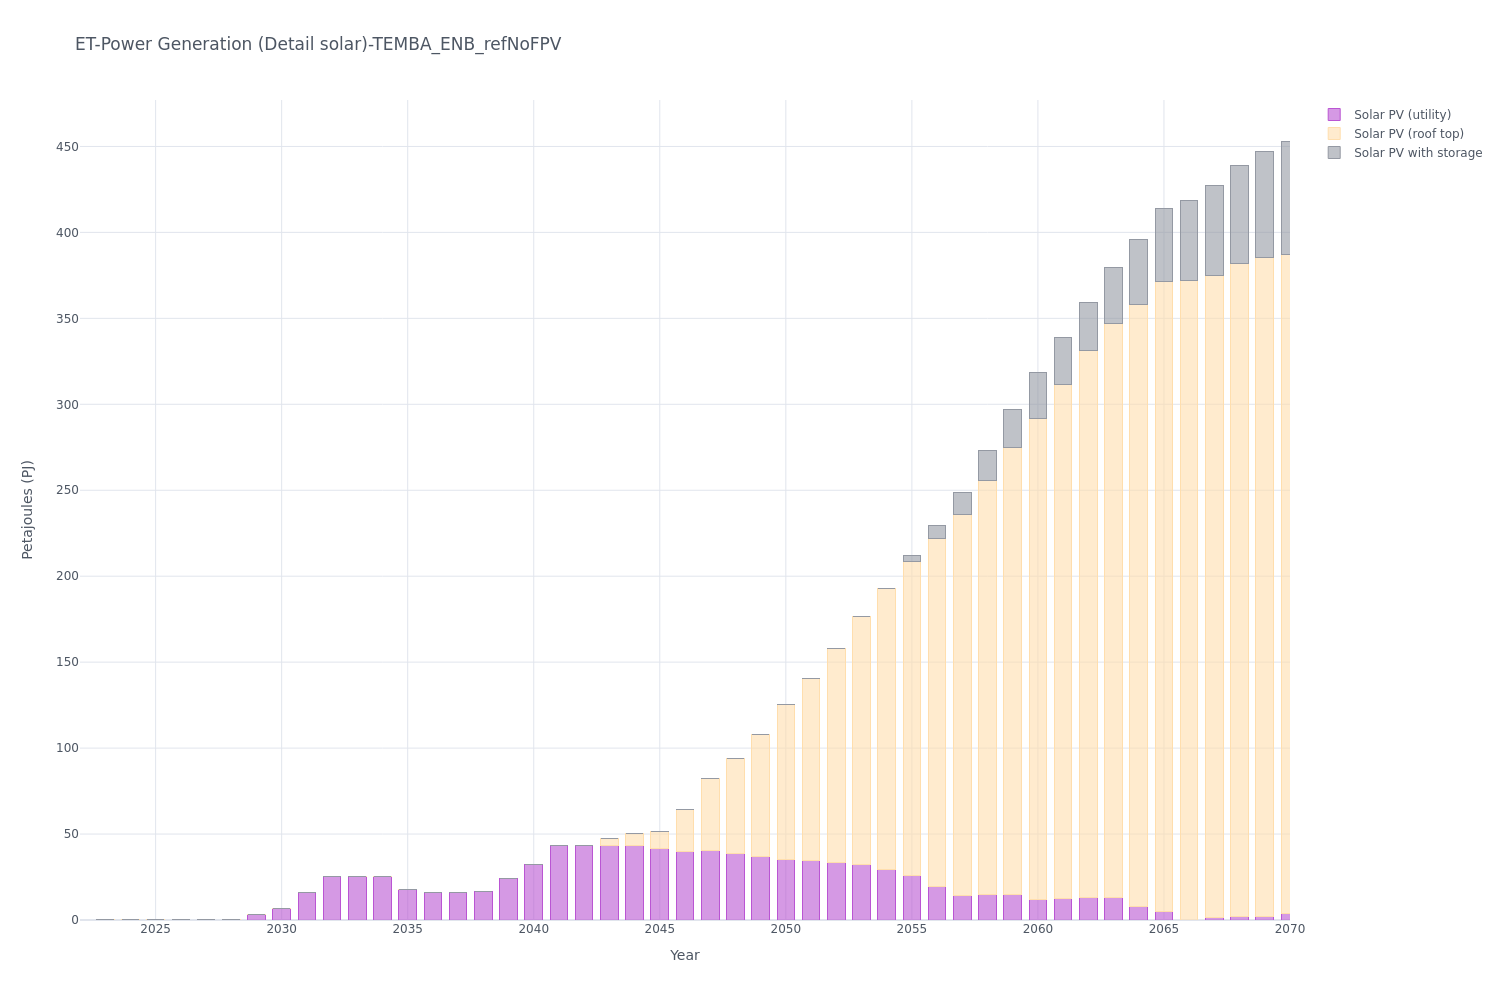 ET-Power Generation (Detail solar)-TEMBA_ENB_refNoFPV
Solar PV (utility)
Solar PV (roof top)
Solar PV with storage
Petajoules (PJ)
450
400
350
300
250
200
150
100
50
0
2025 2030 2035 2040 2045 2050 2055 2060 2065 2070
Year